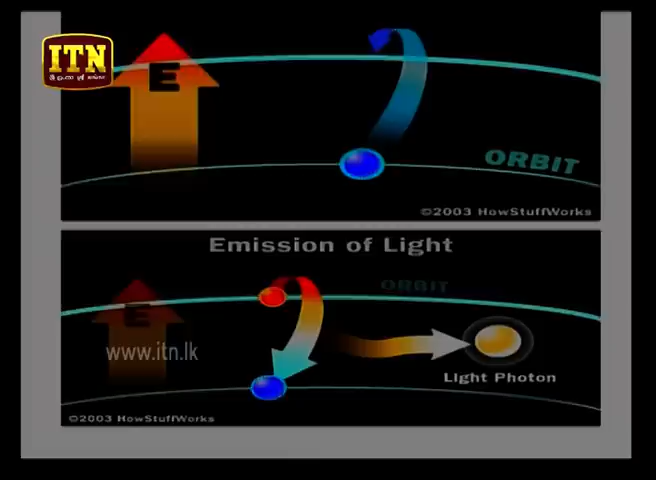 ITN
E
ORBIT
©2003 HowStuffWorks
Emission of Light
ORBIT
E
www.itn.lk
Light Photon
©2003 HowStuffWorks